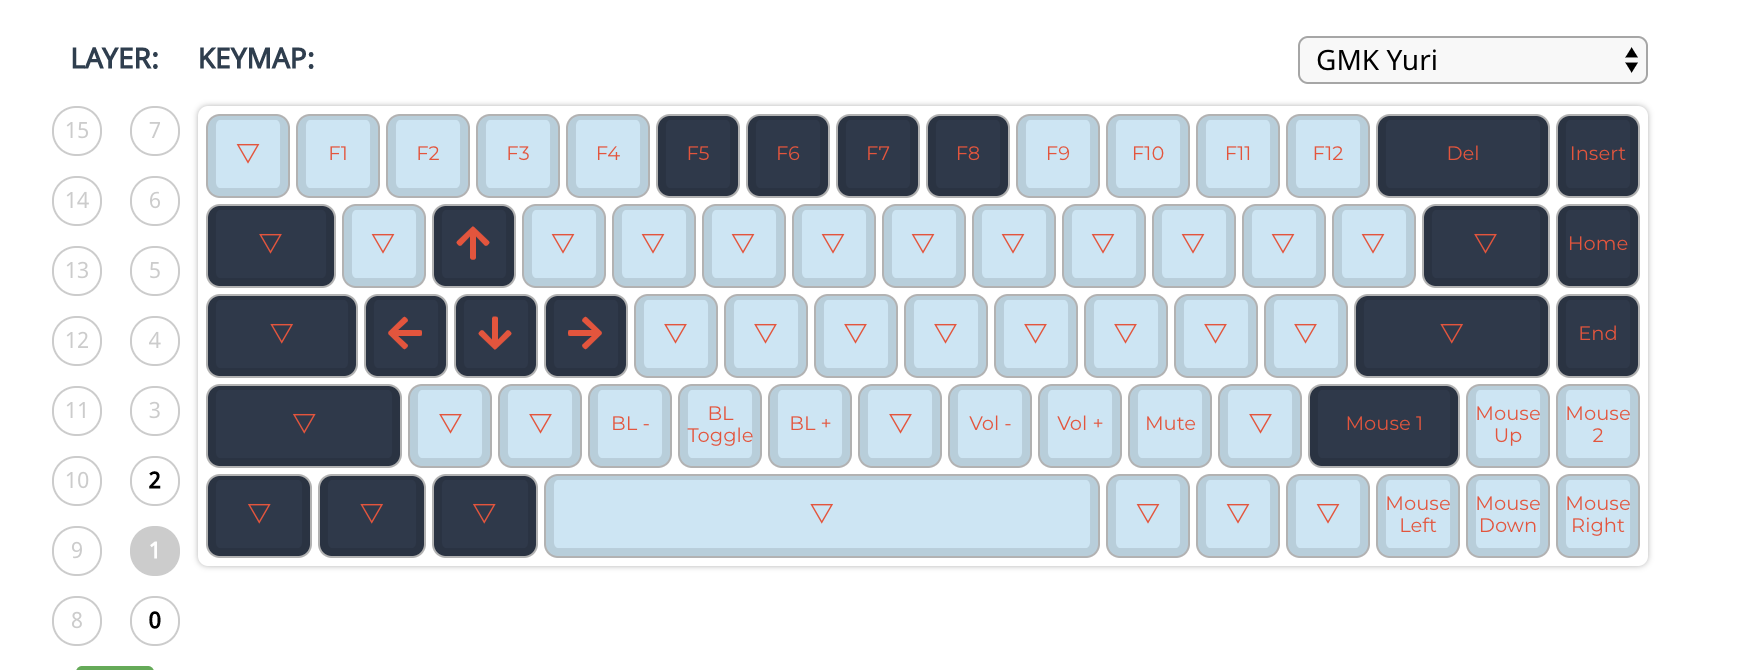 LAYER: KEYMAP: GMK Yuri
15 7 ▽ F1 F2 F3 F4 F5 F6 F7 F8 F9 F10 F11 F12 Del Insert
14 6
▽ ▽ ↑ ▽ ▽ ▽ ▽ ▽ ▽ ▽ ▽ ▽ ▽ ▽ Home
13 5
12 4 ▽ ← ↓ → ▽ ▽ ▽ ▽ ▽ ▽ ▽ ▽ ▽ End
11 3 ▽ ▽ ▽ BL - BL Toggle BL + ▽ Vol - Vol + Mute ▽ Mouse 1 Mouse Up Mouse 2
10 2
▽ ▽ ▽ ▽ ▽ ▽ ▽ Mouse Left Mouse Down Mouse Right
9 1
8 0